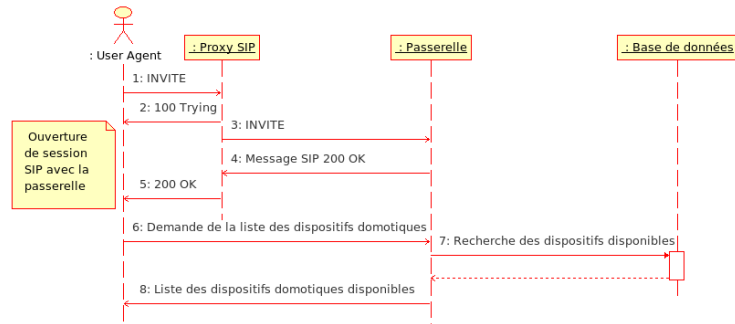 : User Agent
: Proxy SIP
: Passerelle
: Base de données
1: INVITE
2: 100 Trying
3: INVITE
Ouverture
de session
SIP avec la
passerelle
4: Message SIP 200 OK
5: 200 OK
6: Demande de la liste des dispositifs domotiques
7: Recherche des dispositifs disponibles
8: Liste des dispositifs domotiques disponibles